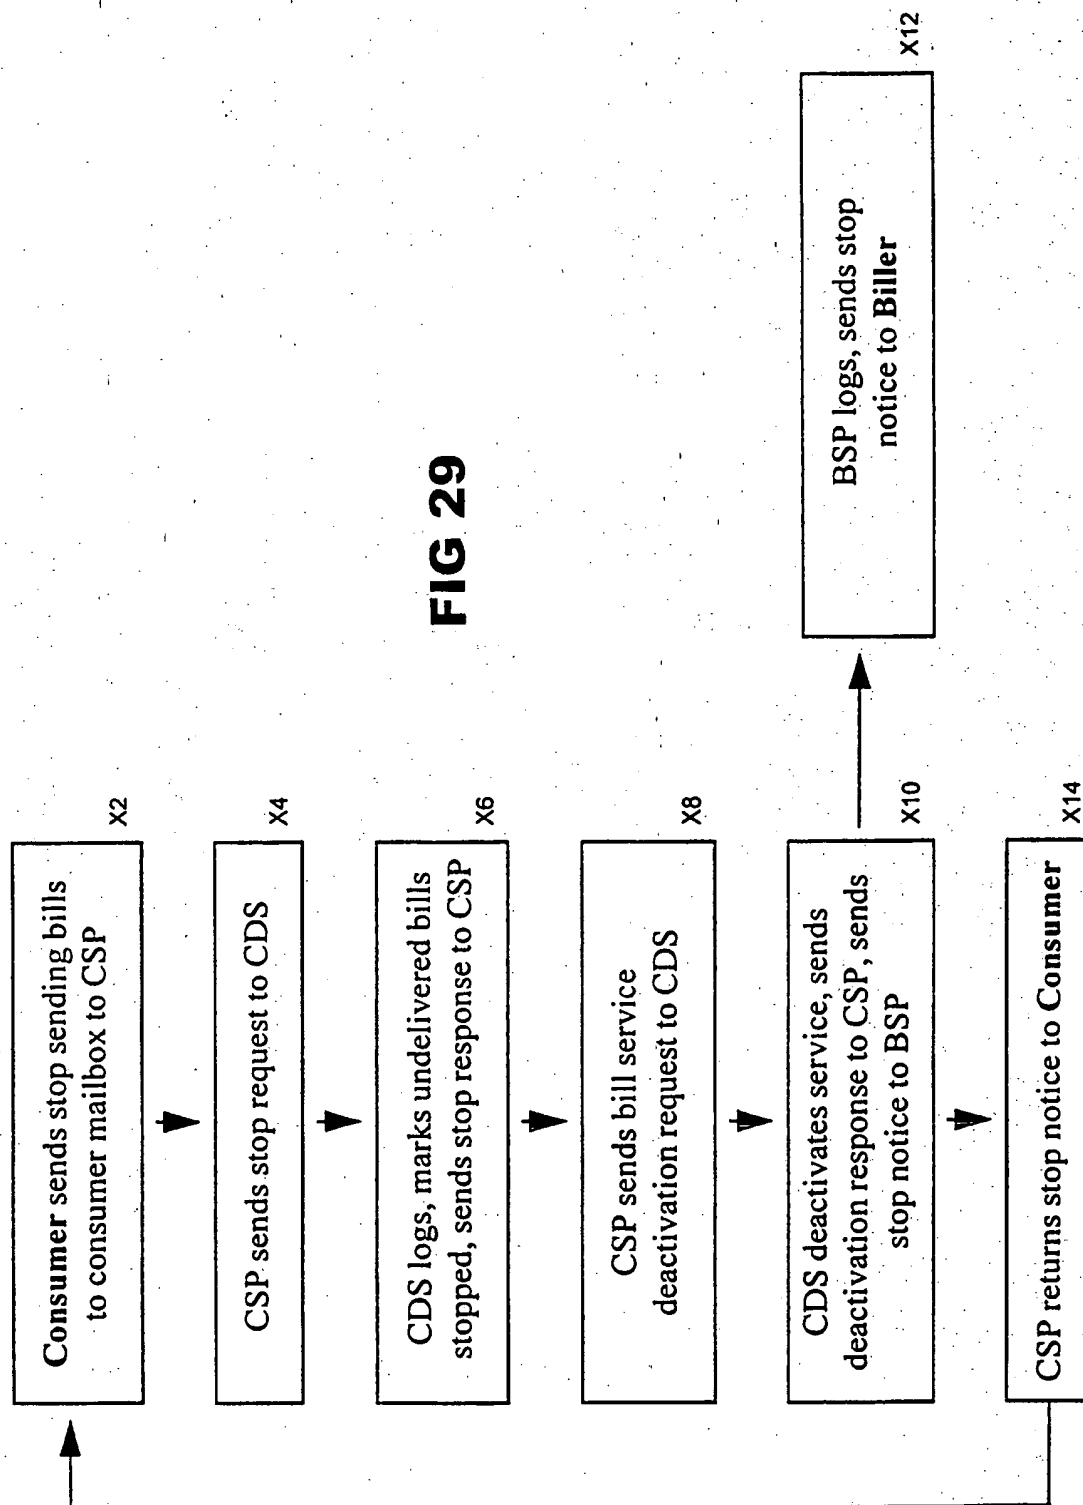 Consumer sends stop sending bills
to consumer mailbox to CSP
X2
CSP sends stop request to CDS
X4
CDS logs, marks undelivered bills
stopped, sends stop response to CSP
X6
CSP sends bill service
deactivation request to CDS
X8
CDS deactivates service, sends
deactivation response to CSP, sends
stop notice to BSP
X10
BSP logs, sends stop
notice to Biller
X12
CSP returns stop notice to Consumer
X14
FIG 29